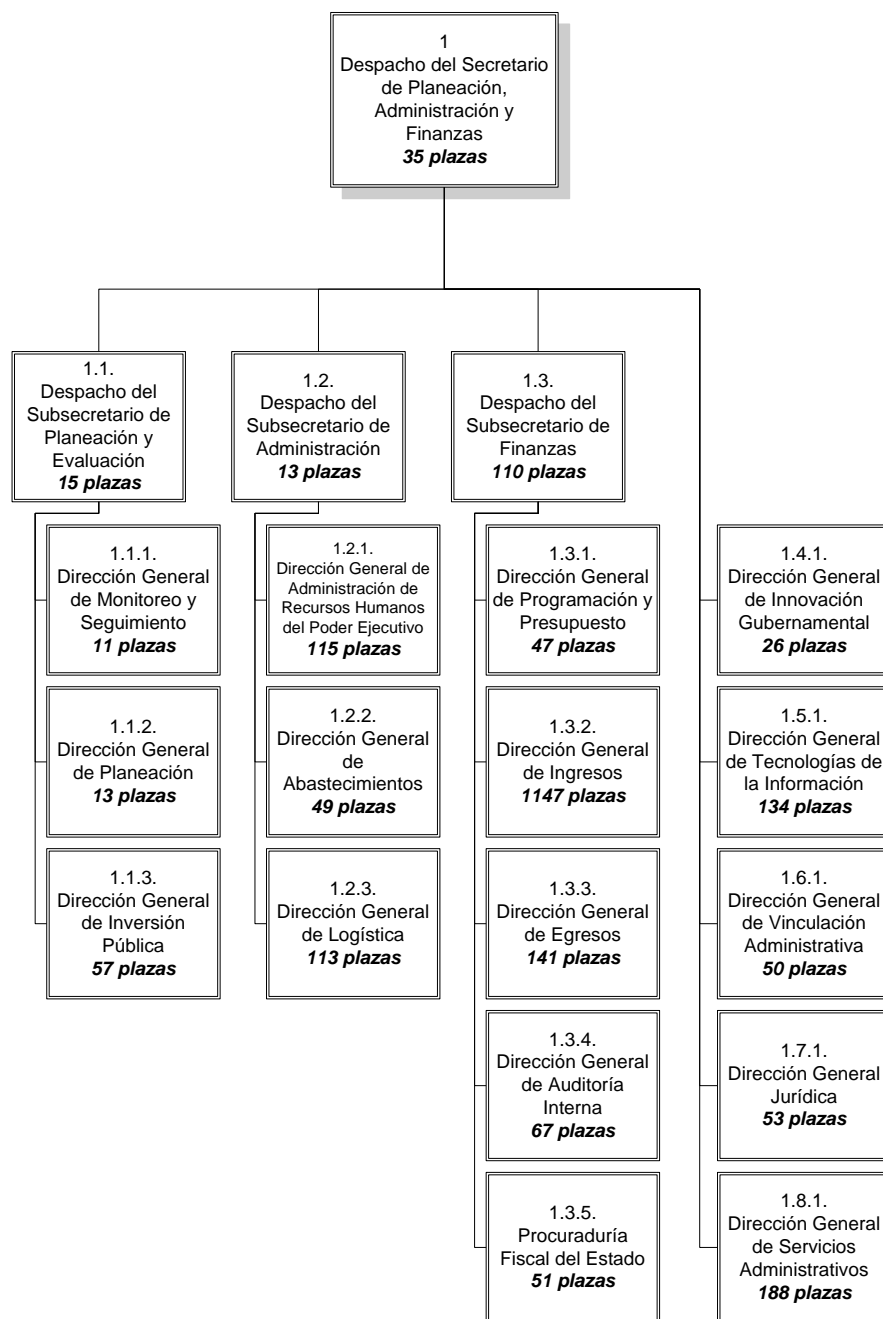 1
Despacho del Secretario
de Planeación,
Administración y
Finanzas
35 plazas
1.1.
Despacho del
Subsecretario de
Planeación y
Evaluación
15 plazas
1.1.1.
Dirección General
de Monitoreo y
Seguimiento
11 plazas
1.1.2.
Dirección General
de Planeación
13 plazas
1.1.3.
Dirección General
de Inversión
Pública
57 plazas
1.2.
Despacho del
Subsecretario de
Administración
13 plazas
1.2.1.
Dirección General de
Administración de
Recursos Humanos
del Poder Ejecutivo
115 plazas
1.2.2.
Dirección General
de
Abastecimientos
49 plazas
1.2.3.
Dirección General
de Logística
113 plazas
1.3.
Despacho del
Subsecretario de
Finanzas
110 plazas
1.3.1.
Dirección General
de Programación y
Presupuesto
47 plazas
1.3.2.
Dirección General
de Ingresos
1147 plazas
1.3.3.
Dirección General
de Egresos
141 plazas
1.3.4.
Dirección General
de Auditoría
Interna
67 plazas
1.3.5.
Procuraduría
Fiscal del Estado
51 plazas
1.4.1.
Dirección General
de Innovación
Gubernamental
26 plazas
1.5.1.
Dirección General
de Tecnologías de
la Información
134 plazas
1.6.1.
Dirección General
de Vinculación
Administrativa
50 plazas
1.7.1.
Dirección General
Jurídica
53 plazas
1.8.1.
Dirección General
de Servicios
Administrativos
188 plazas